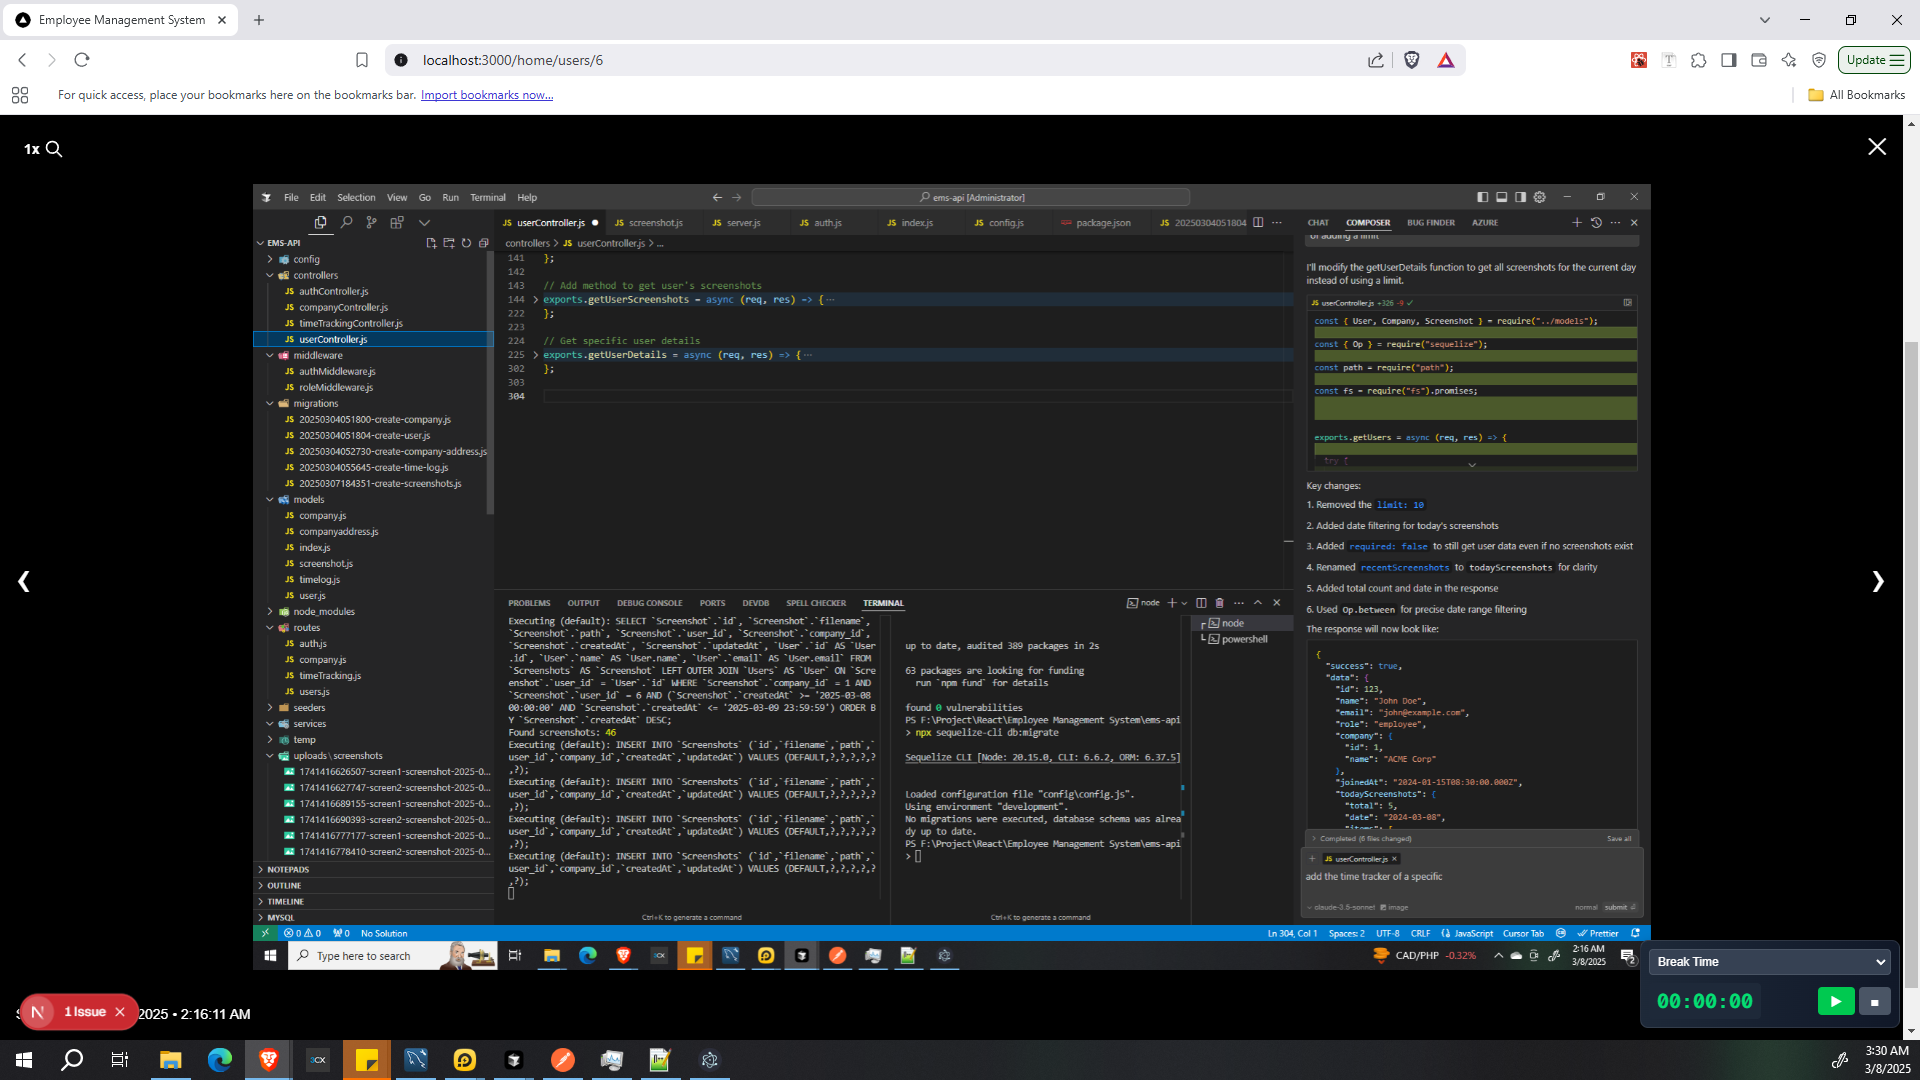 Employee Management System
localhost:3000/home/users/6
Update
For quick access, place your bookmarks here on the bookmarks bar. Import bookmarks now...
All Bookmarks
1x
File Edit Selection View Go Run Terminal Help
ems-api [Administrator]
EMS-API
config
controllers
authController.js
companyController.js
timeTrackingController.js
userController.js
middleware
authMiddleware.js
roleMiddleware.js
migrations
20250304051800-create-company.js
20250304051804-create-user.js
20250304052730-create-company-address.js
20250304055645-create-time-log.js
20250307184351-create-screenshots.js
models
company.js
companyaddress.js
index.js
screenshot.js
timelog.js
user.js
node_modules
routes
auth.js
company.js
timeTracking.js
users.js
seeders
services
temp
uploads\screenshots
1741416626507-screen1-screenshot-2025-0...
1741416627747-screen2-screenshot-2025-0...
1741416689155-screen1-screenshot-2025-0...
1741416690393-screen2-screenshot-2025-0...
1741416777177-screen1-screenshot-2025-0...
1741416778410-screen2-screenshot-2025-0...
NOTEPADS
OUTLINE
TIMELINE
MYSQL
userController.js screenshot.js server.js auth.js index.js config.js package.json 20250304051804
controllers > userController.js > ...
141 };
142
143 // Add method to get user's screenshots
144 exports.getUserScreenshots = async (req, res) => {
222 };
223
224 // Get specific user details
225 exports.getUserDetails = async (req, res) => {
302 };
303
304
PROBLEMS OUTPUT DEBUG CONSOLE PORTS DEVDB SPELL CHECKER TERMINAL
node
Executing (default): SELECT `Screenshot`.`id`, `Screenshot`.`filename`,
`Screenshot`.`path`, `Screenshot`.`user_id`, `Screenshot`.`company_id`,
`Screenshot`.`createdAt`, `Screenshot`.`updatedAt`, `User`.`id` AS `User
.id`, `User`.`name` AS `User.name`, `User`.`email` AS `User.email` FROM
`Screenshots` AS `Screenshot` LEFT OUTER JOIN `Users` AS `User` ON `Scre
enshot`.`user_id` = `User`.`id` WHERE `Screenshot`.`company_id` = 1 AND
`Screenshot`.`user_id` = 6 AND (`Screenshot`.`createdAt` >= '2025-03-08
00:00:00' AND `Screenshot`.`createdAt` <= '2025-03-09 23:59:59') ORDER B
Y `Screenshot`.`createdAt` DESC;
Found screenshots: 46
Executing (default): INSERT INTO `Screenshots` (`id`,`filename`,`path`,`
user_id`,`company_id`,`createdAt`,`updatedAt`) VALUES (DEFAULT,?,?,?,?,?
,?);
Executing (default): INSERT INTO `Screenshots` (`id`,`filename`,`path`,`
user_id`,`company_id`,`createdAt`,`updatedAt`) VALUES (DEFAULT,?,?,?,?,?
,?);
Executing (default): INSERT INTO `Screenshots` (`id`,`filename`,`path`,`
user_id`,`company_id`,`createdAt`,`updatedAt`) VALUES (DEFAULT,?,?,?,?,?
,?);
Executing (default): INSERT INTO `Screenshots` (`id`,`filename`,`path`,`
user_id`,`company_id`,`createdAt`,`updatedAt`) VALUES (DEFAULT,?,?,?,?,?
,?);
Ctrl+K to generate a command
up to date, audited 389 packages in 2s
63 packages are looking for funding
run `npm fund` for details
found 0 vulnerabilities
PS F:\Project\React\Employee Management System\ems-api
> npx sequelize-cli db:migrate
Sequelize CLI [Node: 20.15.0, CLI: 6.6.2, ORM: 6.37.5]
Loaded configuration file "config\config.js".
Using environment "development".
No migrations were executed, database schema was alrea
dy up to date.
PS F:\Project\React\Employee Management System\ems-api
>
Ctrl+K to generate a command
node
powershell
CHAT COMPOSER BUG FINDER AZURE
of adding a limit
I'll modify the getUserDetails function to get all screenshots for the current day
instead of using a limit.
userController.js +326 -9
const { User, Company, Screenshot } = require("../models");
const { Op } = require("sequelize");
const path = require("path");
const fs = require("fs").promises;
exports.getUsers = async (req, res) => {
try {
Key changes:
1. Removed the limit: 10
2. Added date filtering for today's screenshots
3. Added required: false to still get user data even if no screenshots exist
4. Renamed recentScreenshots to todayScreenshots for clarity
5. Added total count and date in the response
6. Used Op.between for precise date range filtering
The response will now look like:
{
"success": true,
"data": {
"id": 123,
"name": "John Doe",
"email": "john@example.com",
"role": "employee",
"company": {
"id": 1,
"name": "ACME Corp"
},
"joinedAt": "2024-01-15T08:30:00.000Z",
"todayScreenshots": {
"total": 5,
"date": "2024-03-08",
"items": [
Completed (6 files changed) Save all
userController.js
add the time tracker of a specific
claude-3.5-sonnet image normal submit
0 0 0 No Solution
Ln 304, Col 1 Spaces: 2 UTF-8 CRLF JavaScript Cursor Tab Prettier
Type here to search
CAD/PHP -0.32%
2:16 AM
3/8/2025
2
Break Time
00:00:00
1 Issue
2025 • 2:16:11 AM
3CX
3:30 AM
3/8/2025